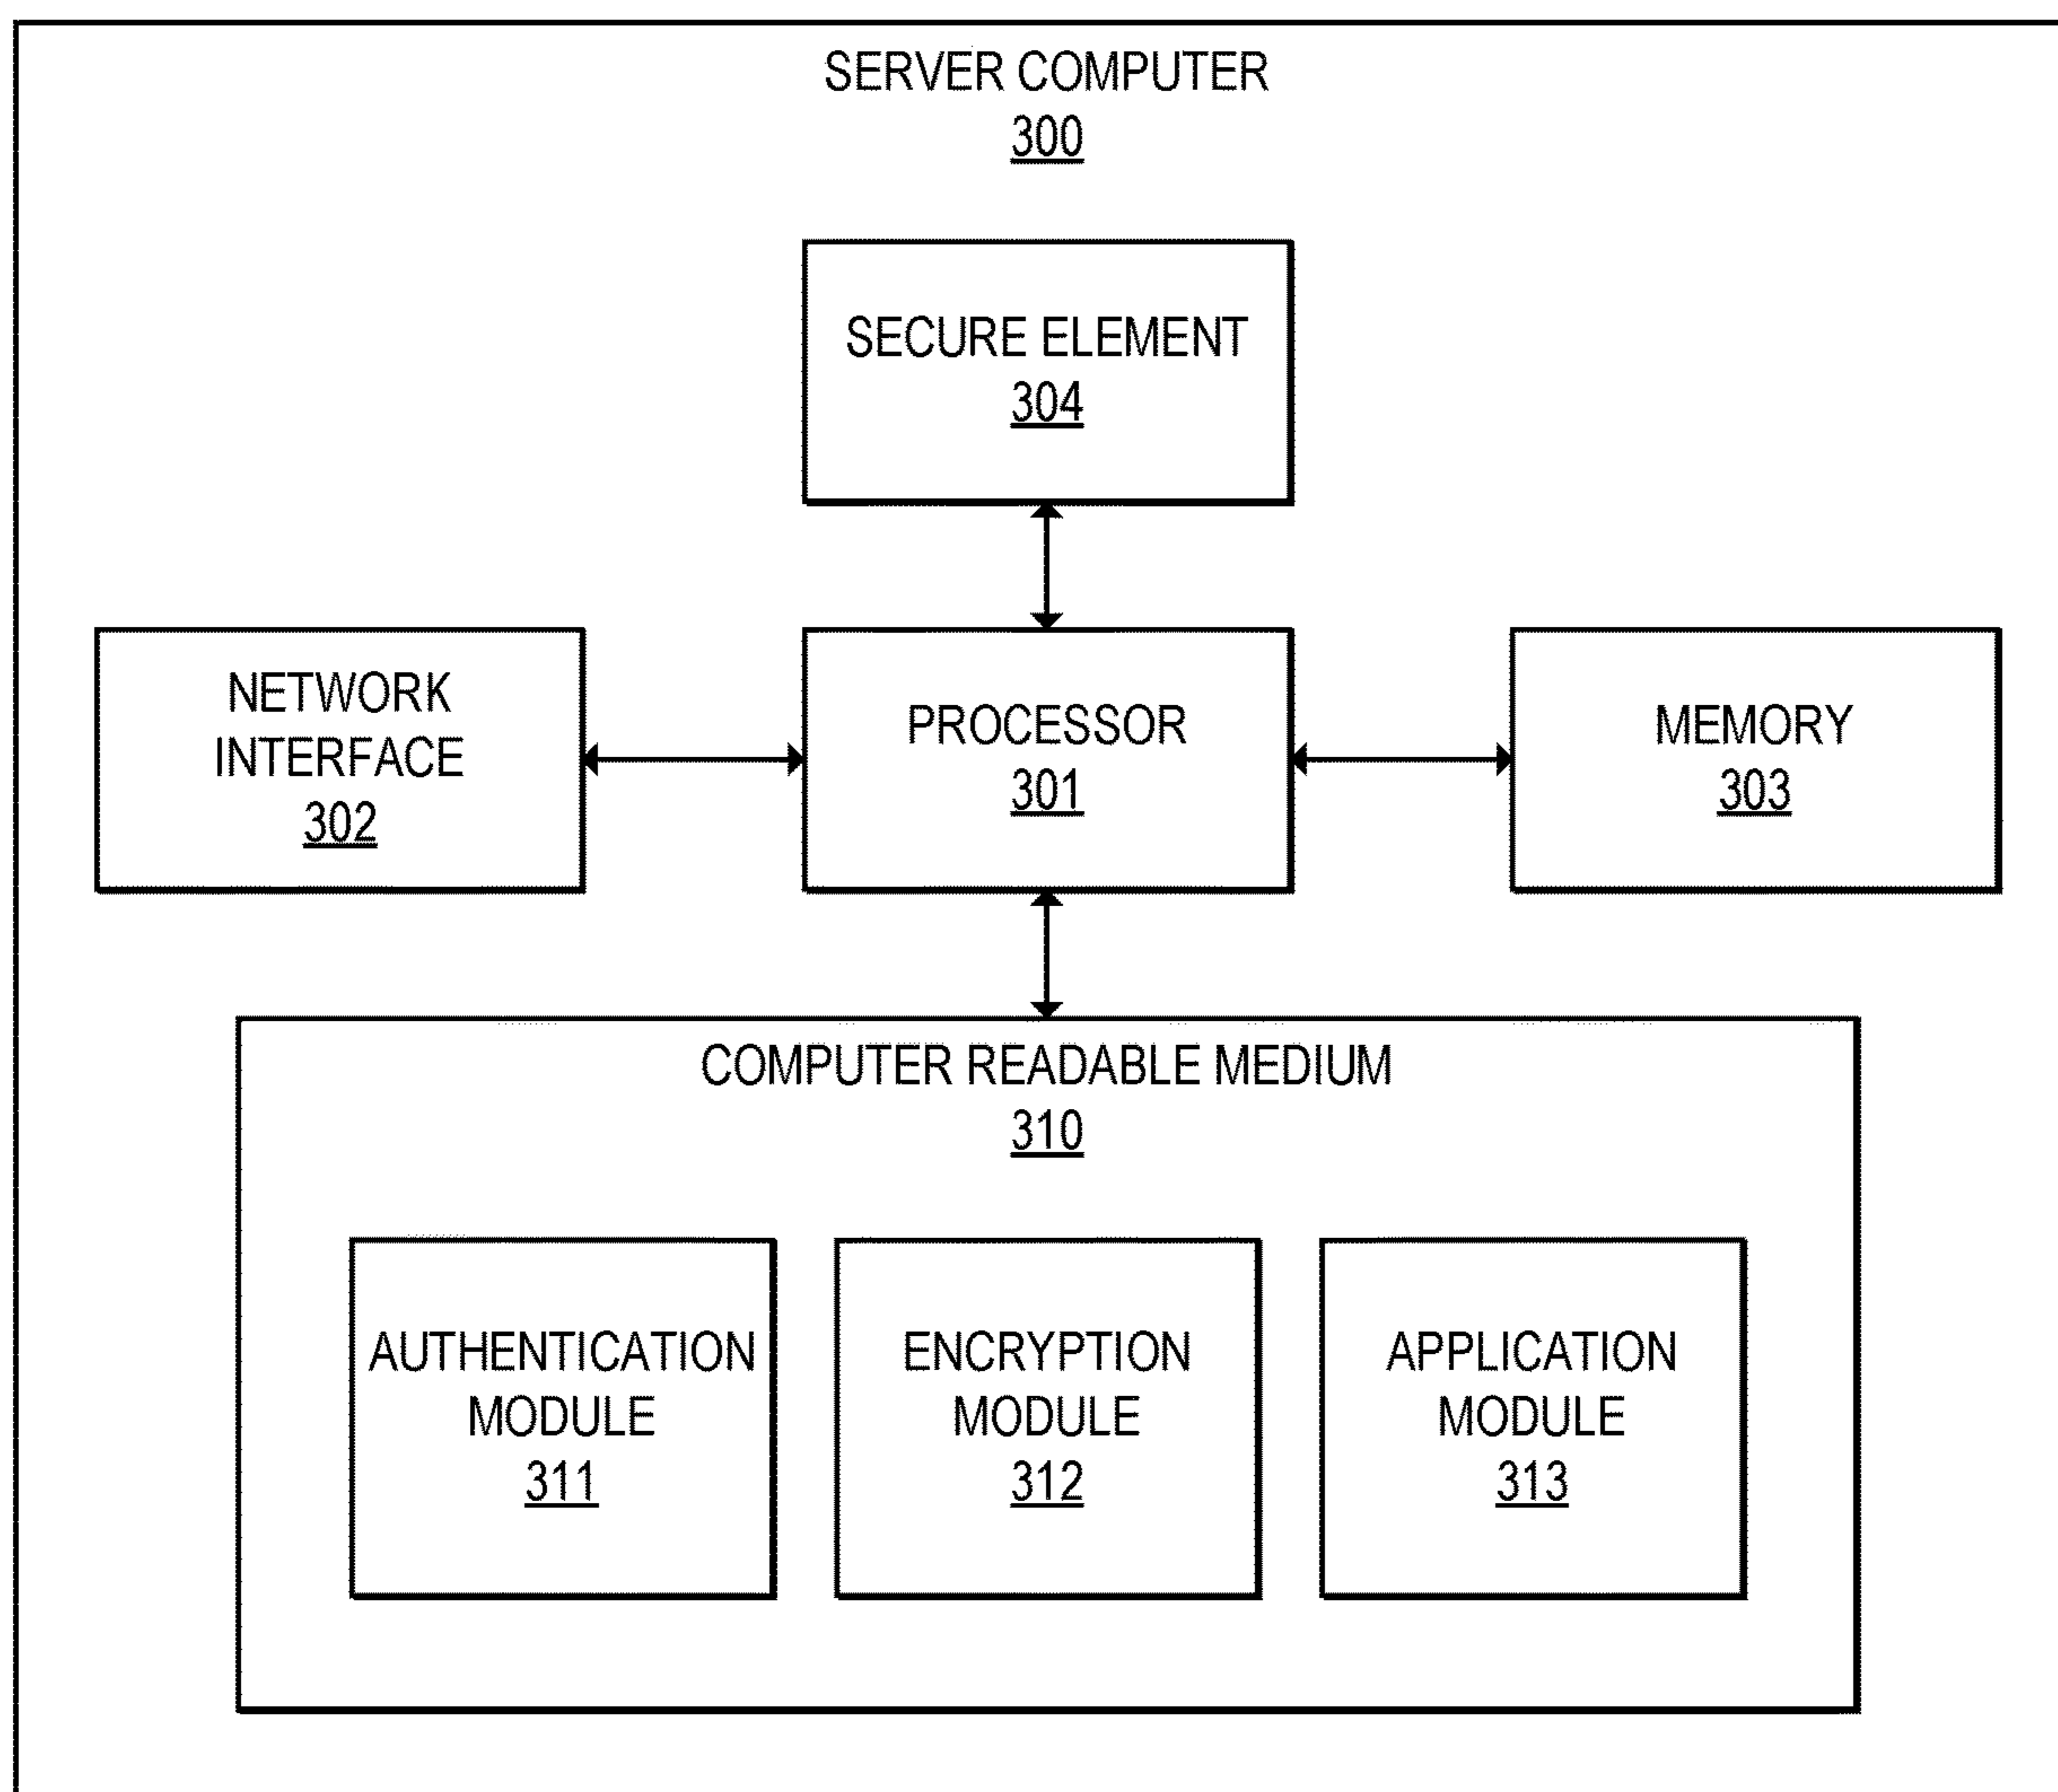 SERVER COMPUTER
300
SECURE ELEMENT
304
NETWORK
INTERFACE
302
PROCESSOR
301
MEMORY
303
COMPUTER READABLE MEDIUM
310
AUTHENTICATION
MODULE
311
ENCRYPTION
MODULE
312
APPLICATION
MODULE
313